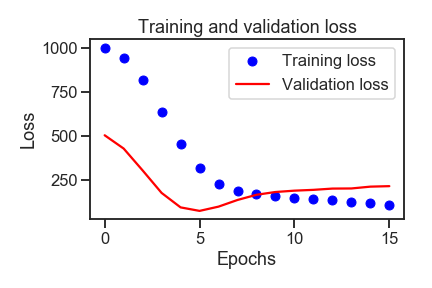 Training and validation loss
1000
750
500
250
Loss
Training loss
Validation loss
0
5
10
15
Epochs